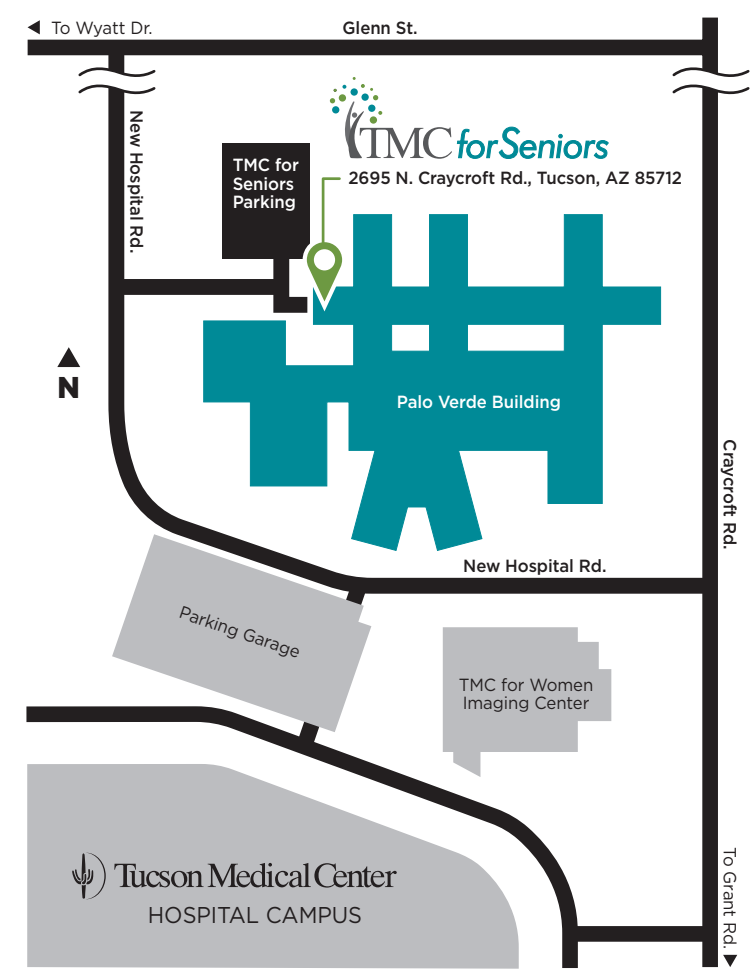 To Wyatt Dr.
Glenn St.
New Hospital Rd.
TMC for Seniors
TMC for
Seniors
Parking
2695 N. Craycroft Rd., Tucson, AZ 85712
N
Palo Verde Building
Craycroft Rd.
New Hospital Rd.
Parking Garage
TMC for Women
Imaging Center
To Grant Rd.
Tucson Medical Center
HOSPITAL CAMPUS